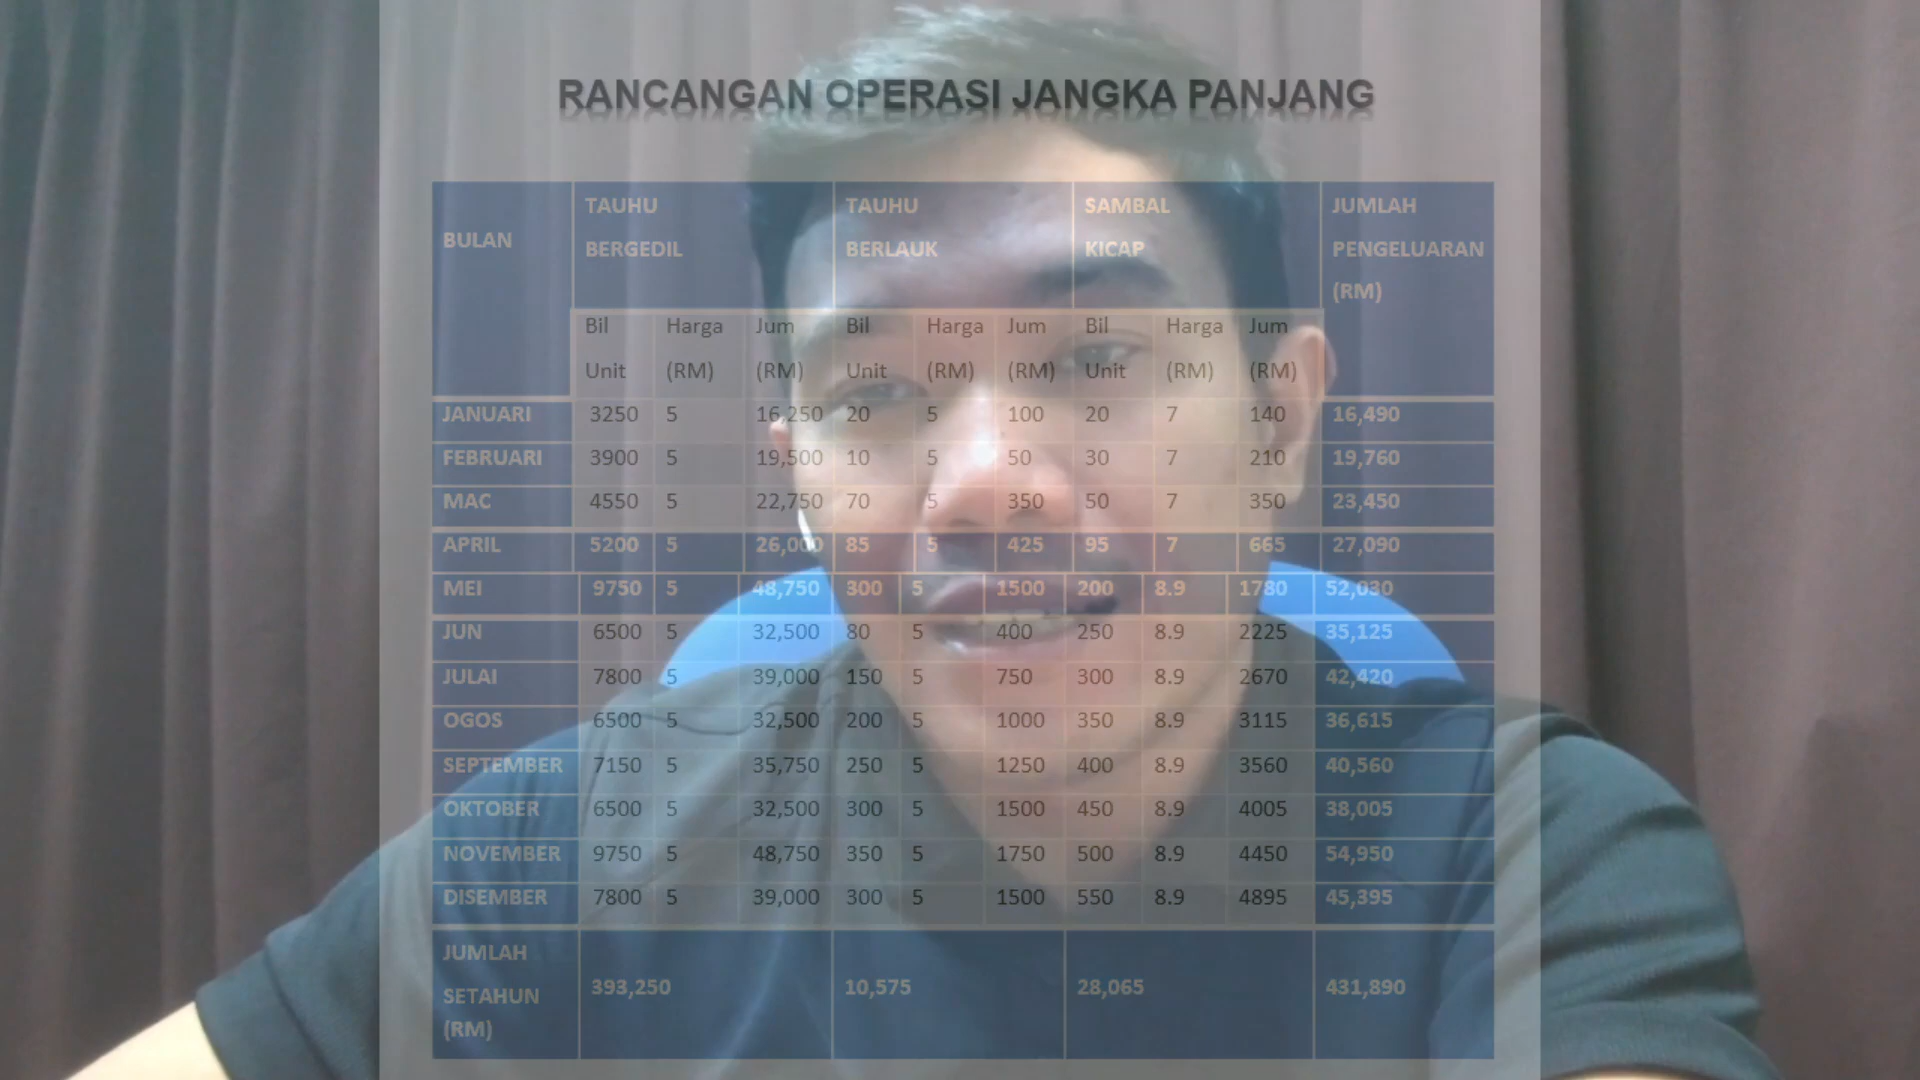 RANCANGAN OPERASI JANGKA PANJANG
BULAN TAUHU BERGEDIL TAUHU BERLAUK SAMBAL KICAP JUMLAH PENGELUARAN (RM)
Bil Unit Harga (RM) Jum (RM) Bil Unit Harga (RM) Jum (RM) Bil Unit Harga (RM) Jum (RM)
JANUARI 3250 5 16,250 20 5 100 20 7 140 16,490
FEBRUARI 3900 5 19,500 10 5 50 30 7 210 19,760
MAC 4550 5 22,750 70 5 350 50 7 350 23,450
APRIL 5200 5 26,000 85 5 425 95 7 665 27,090
MEI 9750 5 48,750 300 5 1500 200 8.9 1780 52,030
JUN 6500 5 32,500 80 5 400 250 8.9 2225 35,125
JULAI 7800 5 39,000 150 5 750 300 8.9 2670 42,420
OGOS 6500 5 32,500 200 5 1000 350 8.9 3115 36,615
SEPTEMBER 7150 5 35,750 250 5 1250 400 8.9 3560 40,560
OKTOBER 6500 5 32,500 300 5 1500 450 8.9 4005 38,005
NOVEMBER 9750 5 48,750 350 5 1750 500 8.9 4450 54,950
DISEMBER 7800 5 39,000 300 5 1500 550 8.9 4895 45,395
JUMLAH SETAHUN (RM) 393,250 10,575 28,065 431,890